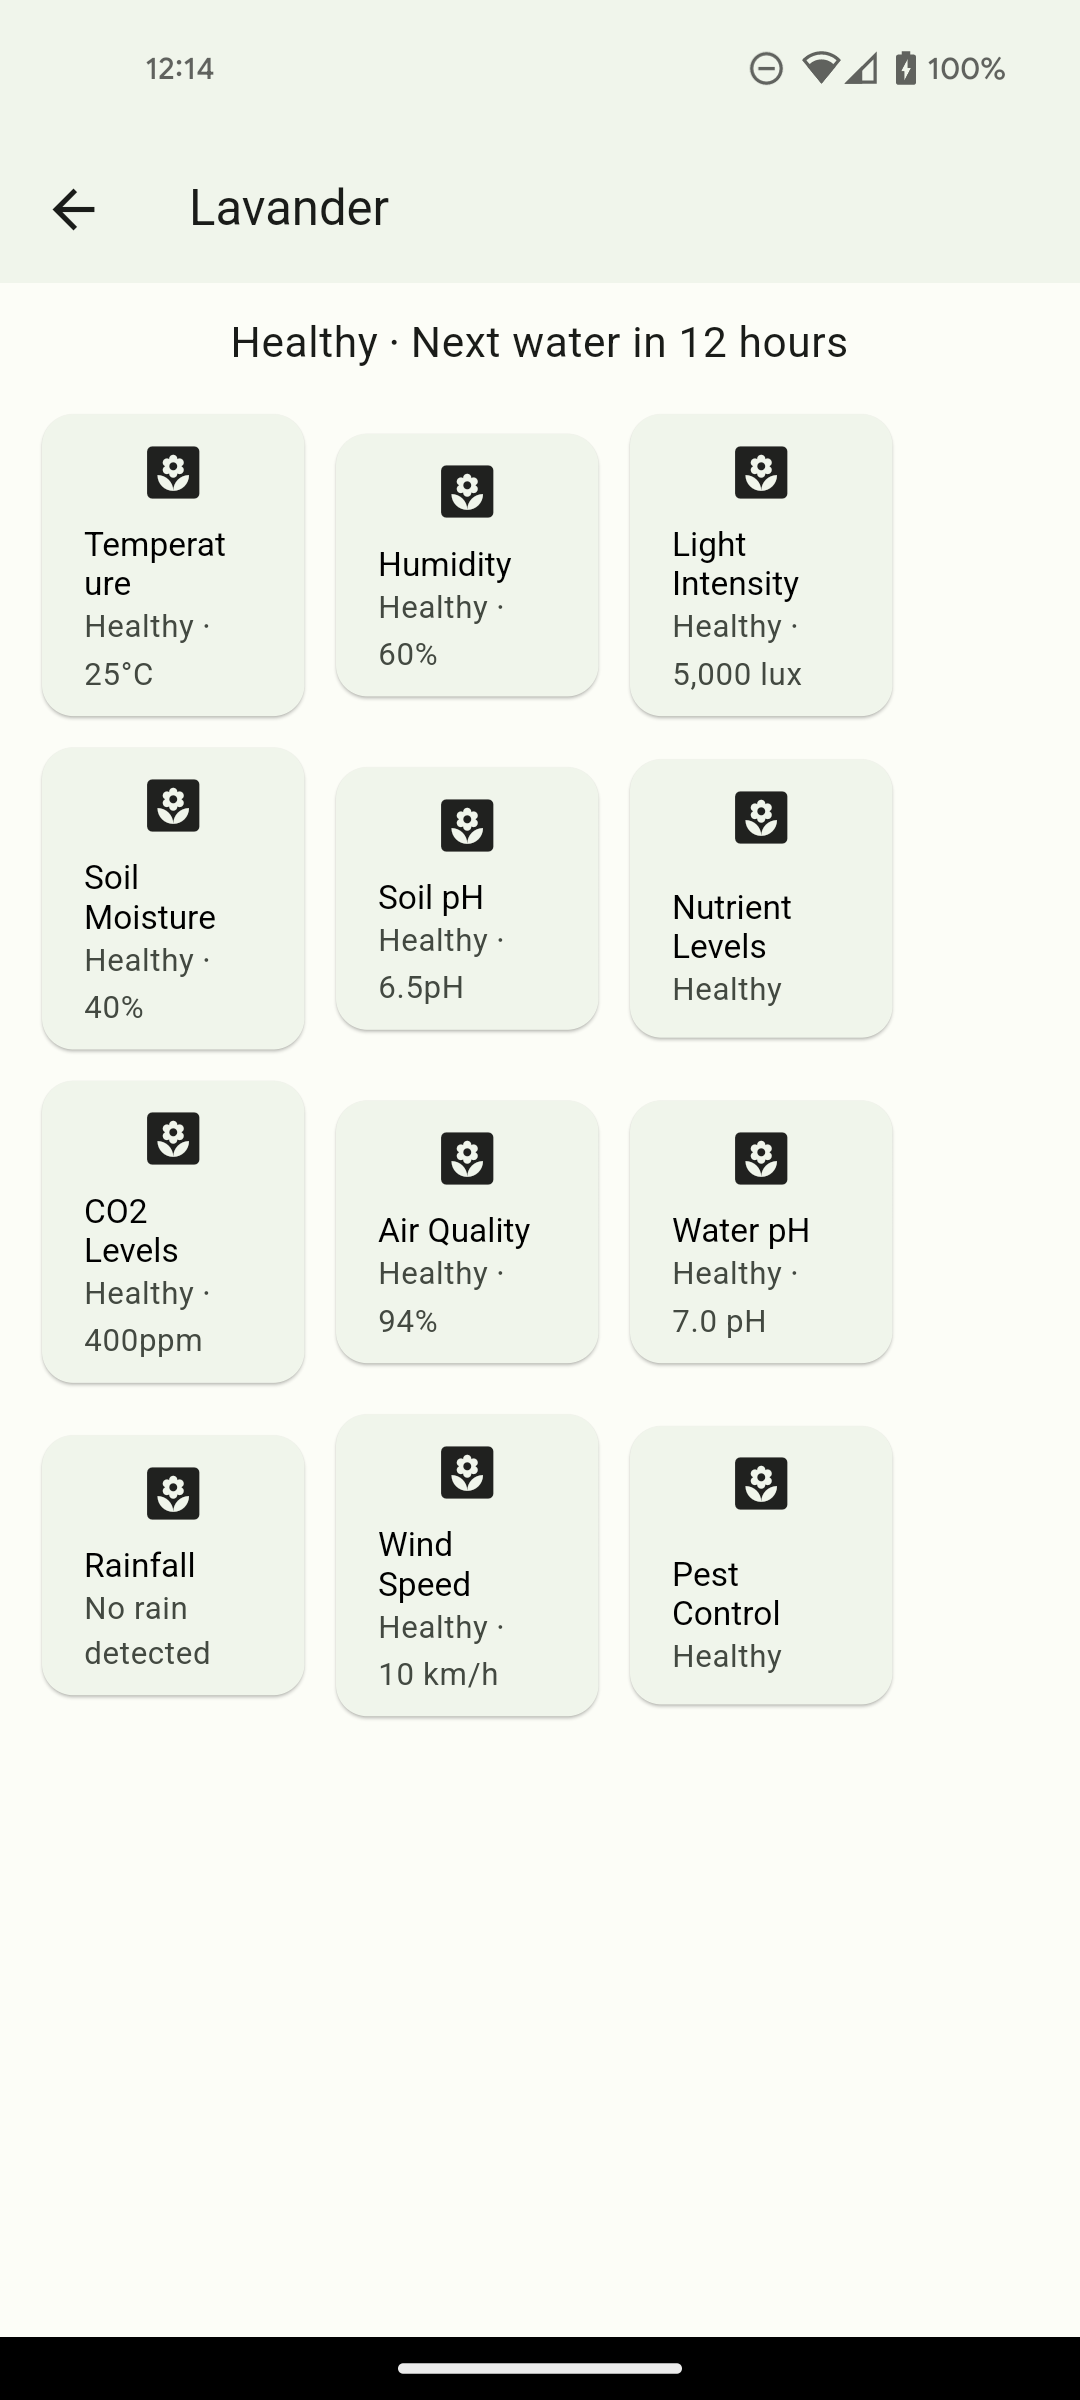 12:14
100%
Lavander
Healthy · Next water in 12 hours
Temperat
ure
Healthy ·
25°C
Humidity
Healthy ·
60%
Light
Intensity
Healthy ·
5,000 lux
Soil
Moisture
Healthy ·
40%
Soil pH
Healthy ·
6.5pH
Nutrient
Levels
Healthy
CO2
Levels
Healthy ·
400ppm
Air Quality
Healthy ·
94%
Water pH
Healthy ·
7.0 pH
Rainfall
No rain
detected
Wind
Speed
Healthy ·
10 km/h
Pest
Control
Healthy